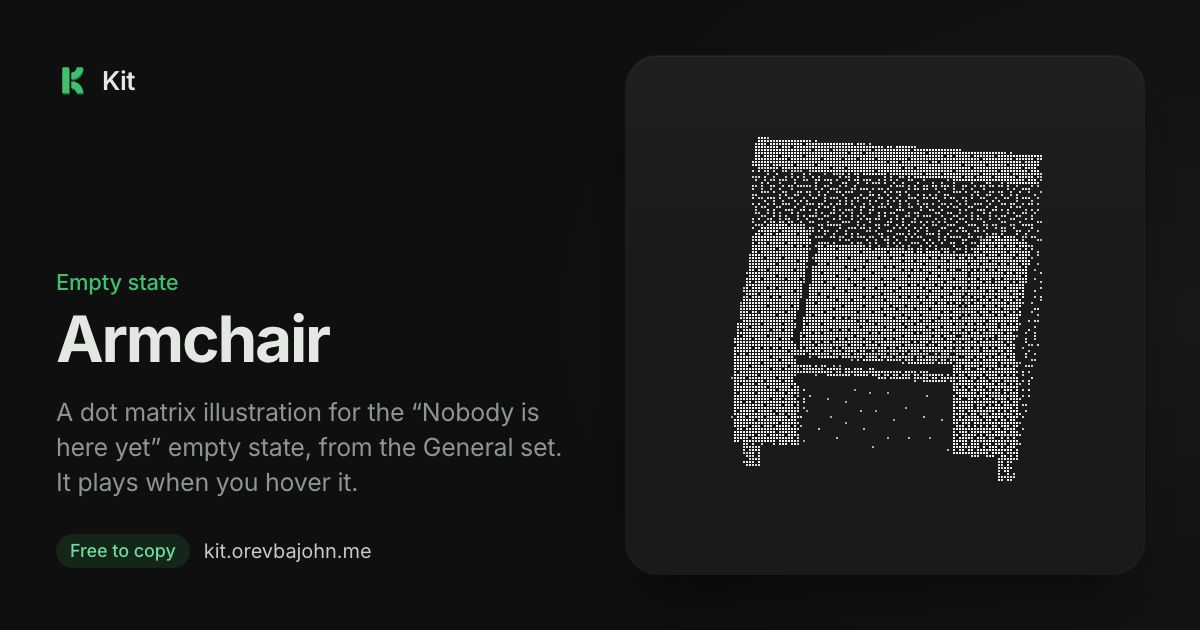 Kit
Empty state
Armchair
A dot matrix illustration for the “Nobody is
here yet” empty state, from the General set.
It plays when you hover it.
Free to copy
kit.orevbajohn.me